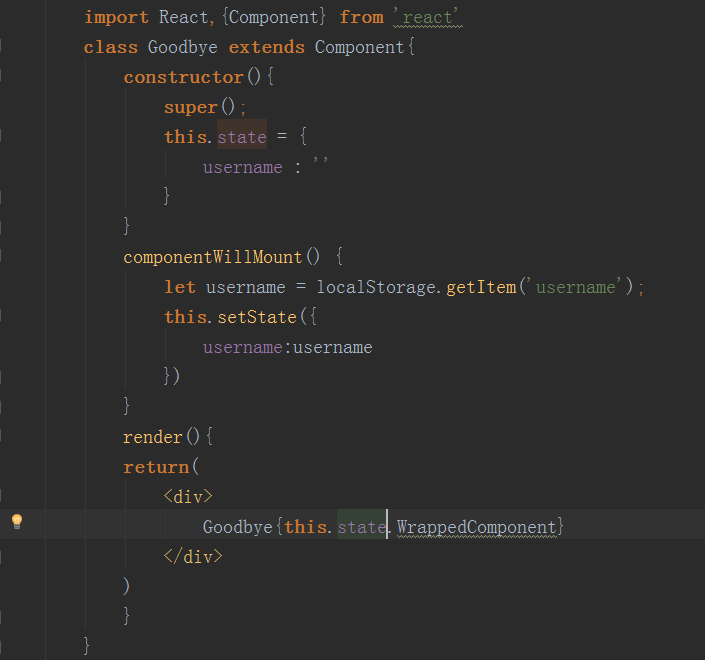 import React,{Component} from 'react'
class Goodbye extends Component{
constructor(){
super();
this.state = {
username : ''
}
}
componentWillMount() {
let username = localStorage.getItem('username');
this.setState({
username:username
})
}
render(){
return(
<div>
Goodbye{this.state.WrappedComponent}
</div>
)
}
}